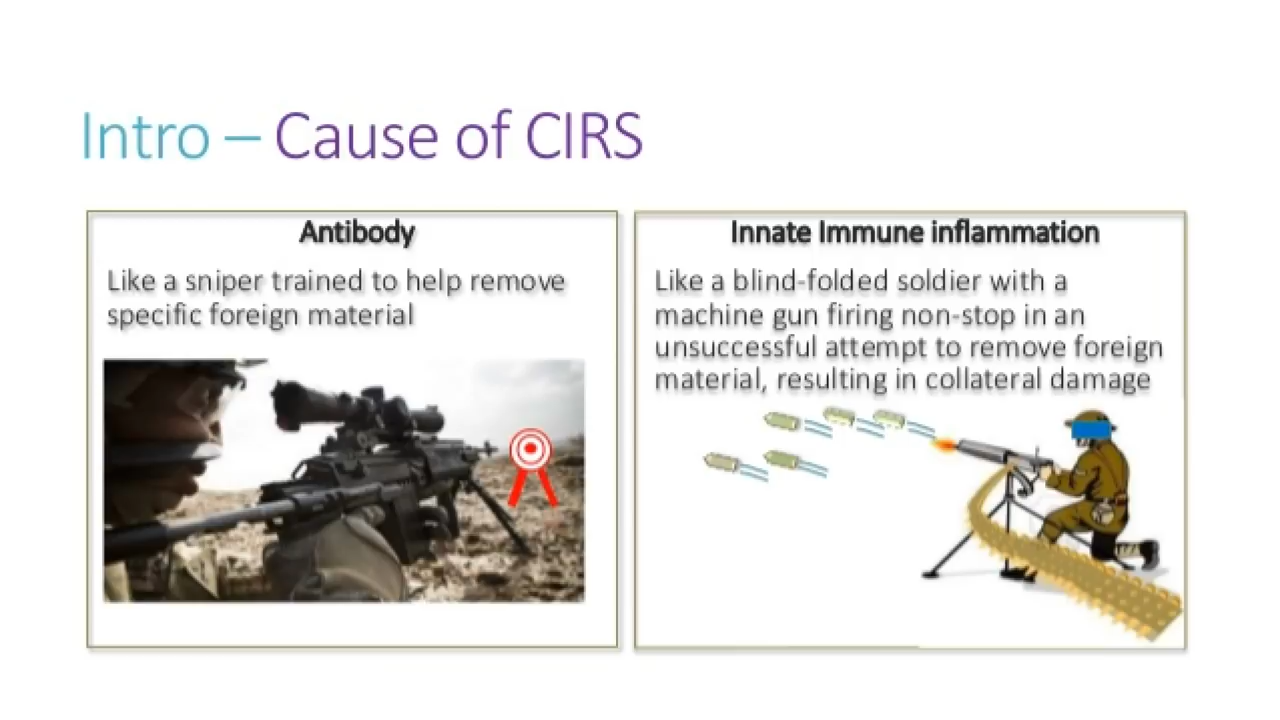 Intro – Cause of CIRS
Antibody
Like a sniper trained to help remove
specific foreign material
Innate Immune inflammation
Like a blind-folded soldier with a
machine gun firing non-stop in an
unsuccessful attempt to remove foreign
material, resulting in collateral damage